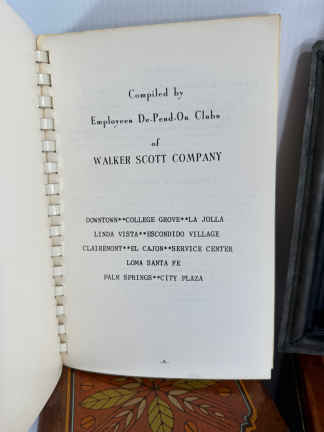 Compiled by
Employees De-Pend-On Clubs
of
WALKER SCOTT COMPANY
DOWNTOWN**COLLEGE GROVE**LA JOLLA
LINDA VISTA**ESCONDIDO VILLAGE
CLAIREMONT**EL CAJON**SERVICE CENTER
LOMA SANTA FE
PALM SPRINGS**CITY PLAZA